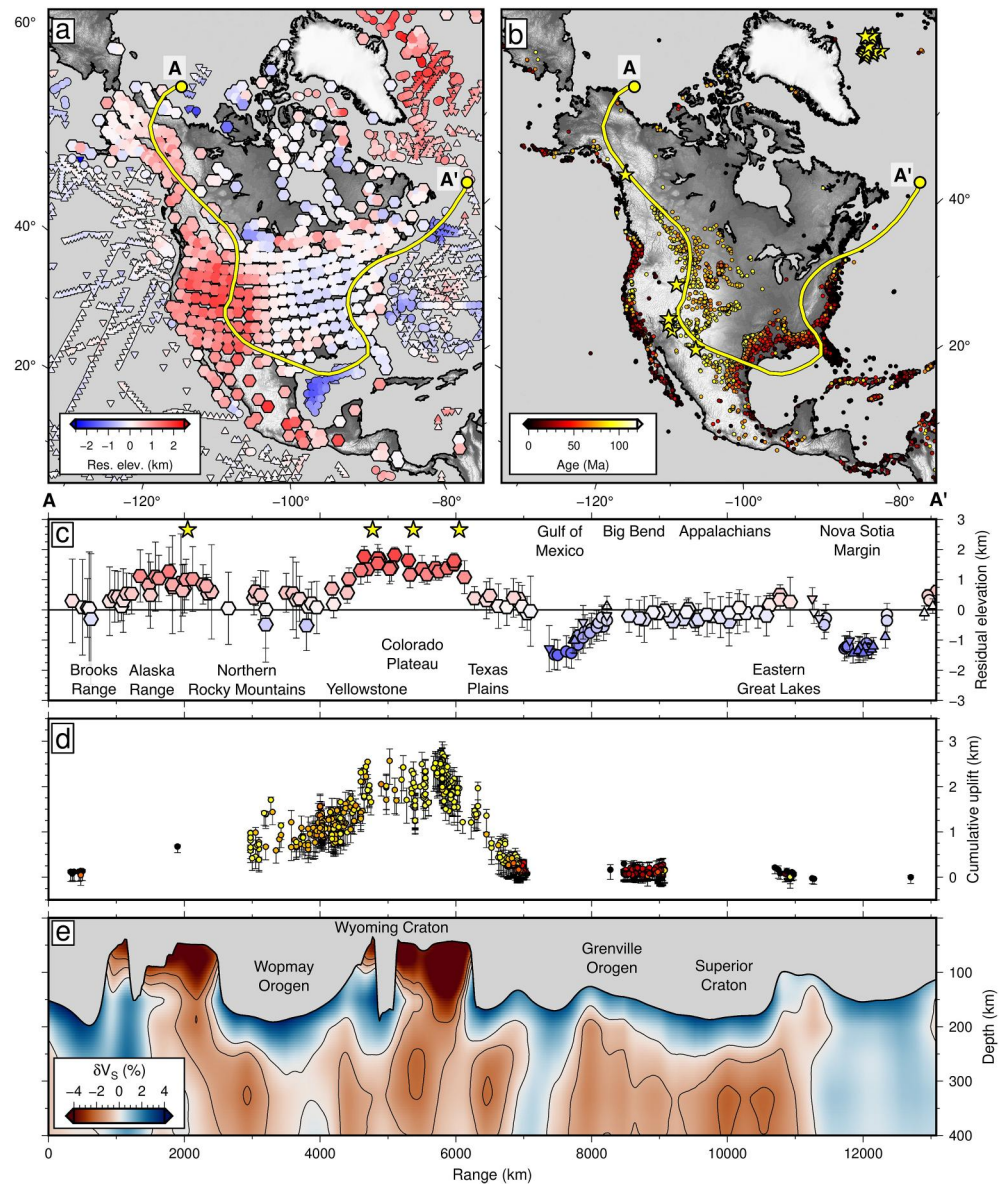 a
b
60°
40°
20°
60°
40°
20°
A
A'
A
A'
−2 −1 0 1 2
Res. elev. (km)
0 50 100
Age (Ma)
A
−120°
−100°
−80°
−120°
−100°
−80°
A'
c
Gulf of
Mexico
Big Bend
Appalachians
Nova Sotia
Margin
Brooks
Range
Alaska
Range
Northern
Rocky Mountains
Colorado
Plateau
Yellowstone
Texas
Plains
Eastern
Great Lakes
3
2
1
0
−1
−2
−3
Residual elevation (km)
d
3
2
1
0
Cumulative uplift (km)
e
Wyoming Craton
Wopmay
Orogen
Grenville
Orogen
Superior
Craton
δVS (%)
−4 −2 0 2 4
100
200
300
400
Depth (km)
0 2000 4000 6000 8000 10000 12000
Range (km)